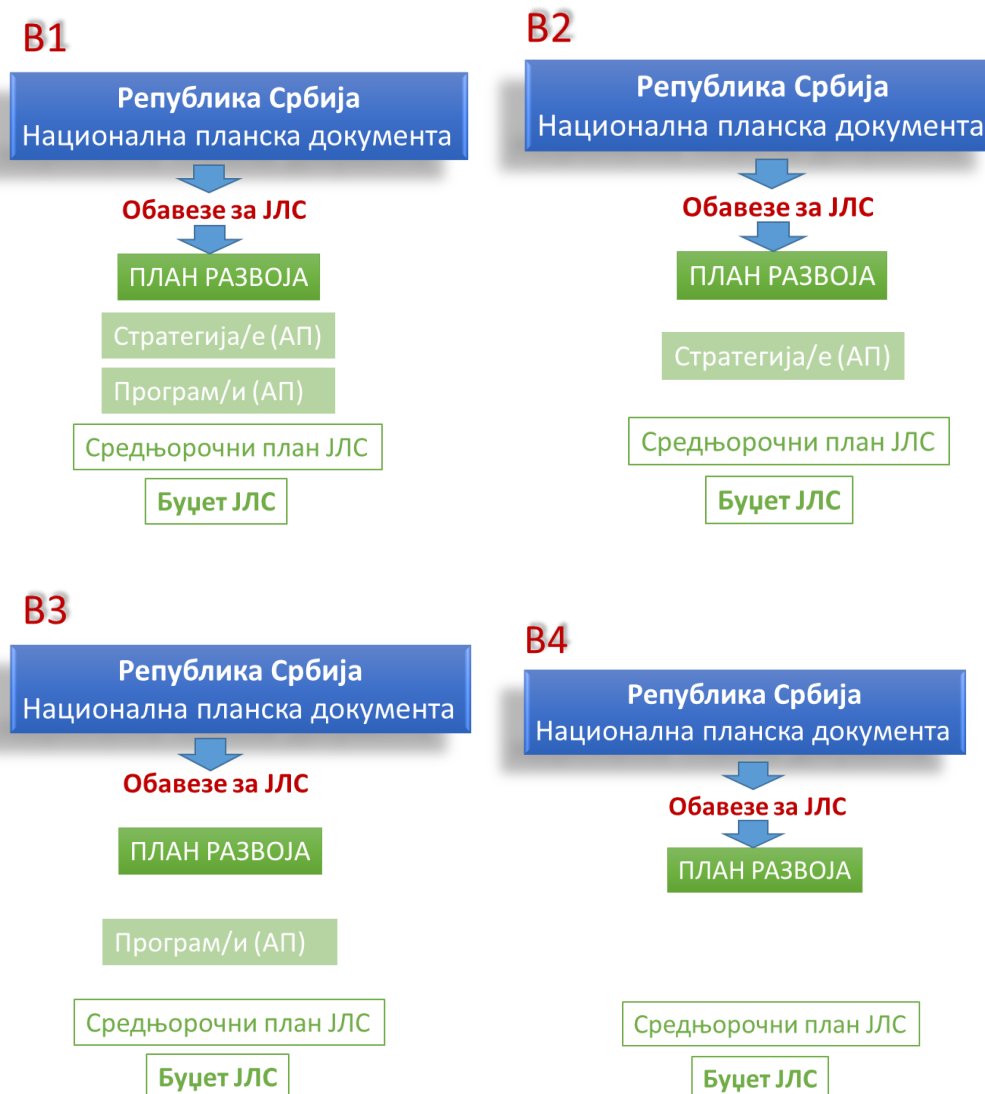 В1
Република Србија
Национална планска документа
Обавезе за ЈЛС
ПЛАН РАЗВОЈА
Стратегија/е (АП)
Програм/и (АП)
Средњорочни план ЈЛС
Буџет ЈЛС
В2
Република Србија
Национална планска документа
Обавезе за ЈЛС
ПЛАН РАЗВОЈА
Стратегија/е (АП)
Средњорочни план ЈЛС
Буџет ЈЛС
В3
Република Србија
Национална планска документа
Обавезе за ЈЛС
ПЛАН РАЗВОЈА
Програм/и (АП)
Средњорочни план ЈЛС
Буџет ЈЛС
В4
Република Србија
Национална планска документа
Обавезе за ЈЛС
ПЛАН РАЗВОЈА
Средњорочни план ЈЛС
Буџет ЈЛС